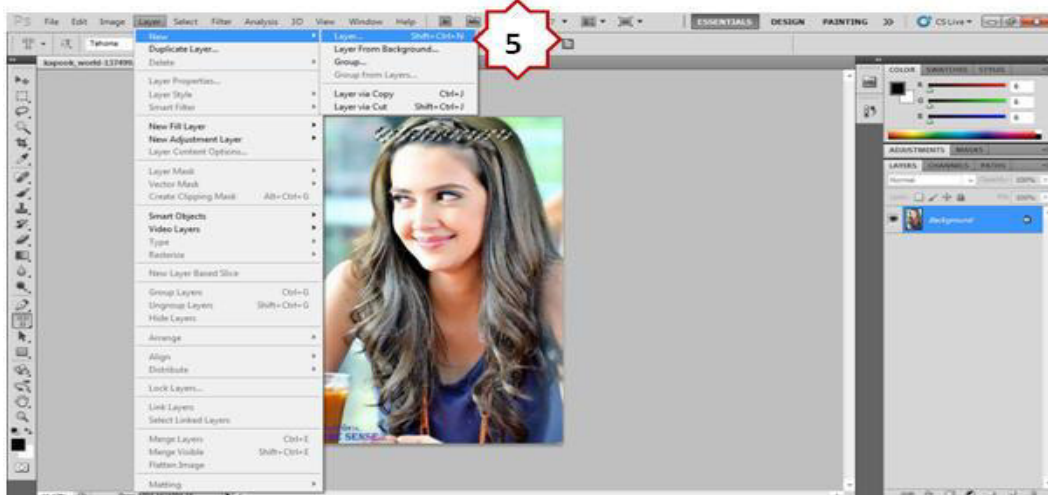 PS File Edit Image Layer Select Filter Analysis 3D View Window Help
ESSENTIALS DESIGN PAINTING >> CS Live
Tahoma
New
Duplicate Layer...
Delete
Layer Properties...
Layer Style
Smart Filter
New Fill Layer
New Adjustment Layer
Layer Content Options...
Layer Mask
Vector Mask
Create Clipping Mask Alt+Ctrl+G
Smart Objects
Video Layers
Type
Rasterize
New Layer Based Slice
Group Layers Ctrl+G
Ungroup Layers Shift+Ctrl+G
Hide Layers
Arrange
Align
Distribute
Lock Layers...
Link Layers
Select Linked Layers
Merge Layers Ctrl+E
Merge Visible Shift+Ctrl+E
Flatten Image
Matting
Layer... Shift+Ctrl+N
Layer From Background...
Group...
Group from Layers...
Layer via Copy Ctrl+J
Layer via Cut Shift+Ctrl+J
5
SENSE
COLOR SWATCHES STYLES
R
G
B
ADJUSTMENTS MASKS
LAYERS CHANNELS PATHS
Normal
Background